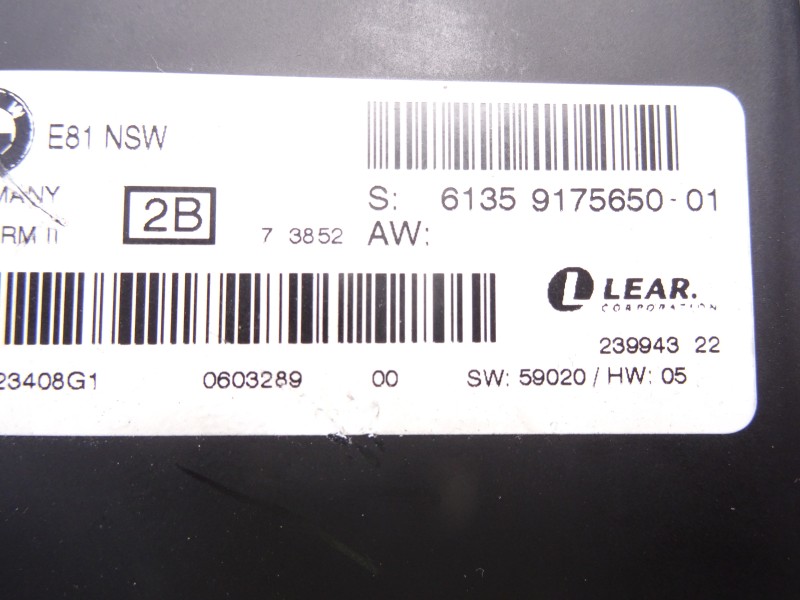 E81 NSW
MANY
RM II
2B
7 3852
S: 6135 9175650-01
AW:
LEAR.
CORPORATION
239943 22
23408G1 0603289 00 SW: 59020 / HW: 05